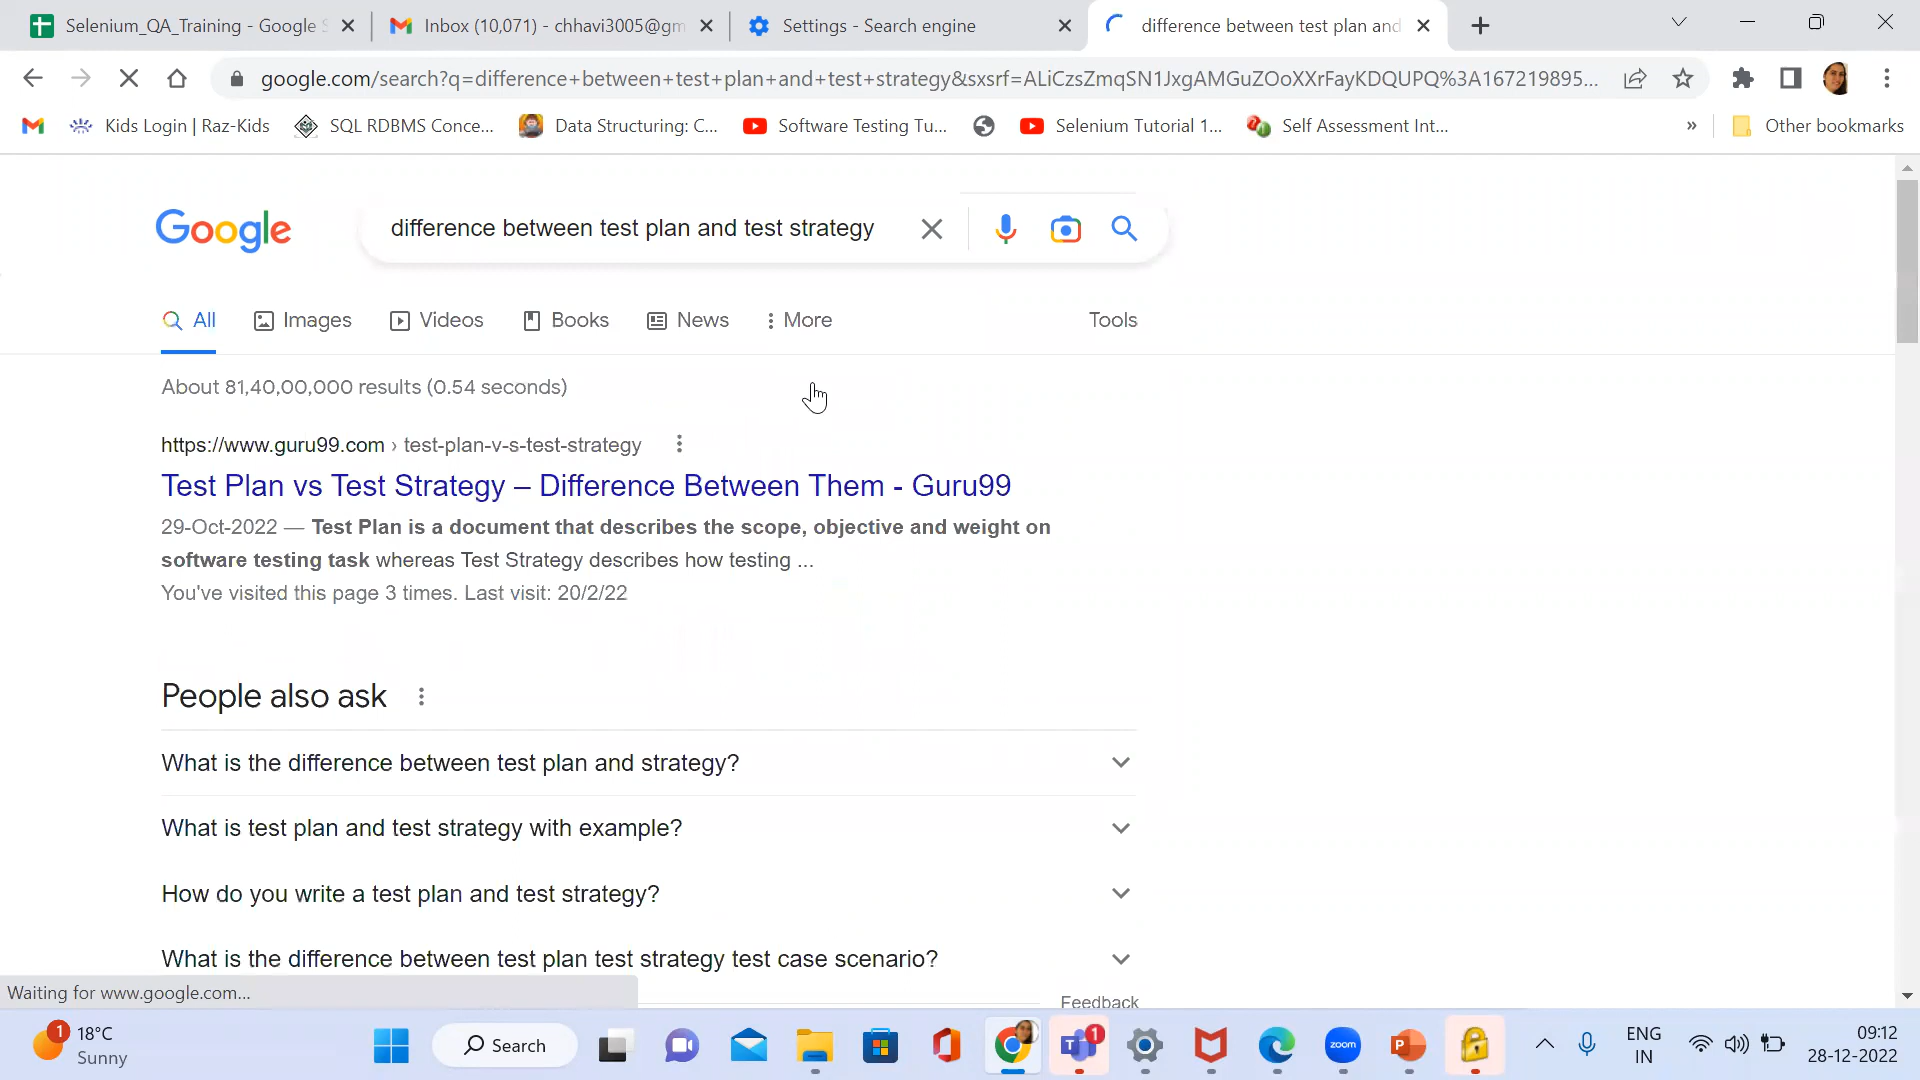 Selenium_QA_Training - Google S
Inbox (10,071) - chhavi3005@gm
Settings - Search engine
difference between test plan and
google.com/search?q=difference+between+test+plan+and+test+strategy&sxsrf=ALiCzsZmqSN1JxgAMGuZOoXXrFayKDQUPQ%3A167219895...
Kids Login | Raz-Kids
SQL RDBMS Conce...
Data Structuring: C...
Software Testing Tu...
Selenium Tutorial 1...
Self Assessment Int...
»
Other bookmarks
Google
difference between test plan and test strategy
All
Images
Videos
Books
News
More
Tools
About 81,40,00,000 results (0.54 seconds)
https://www.guru99.com › test-plan-v-s-test-strategy
Test Plan vs Test Strategy – Difference Between Them - Guru99
29-Oct-2022 — Test Plan is a document that describes the scope, objective and weight on
software testing task whereas Test Strategy describes how testing ...
You've visited this page 3 times. Last visit: 20/2/22
People also ask
What is the difference between test plan and strategy?
What is test plan and test strategy with example?
How do you write a test plan and test strategy?
What is the difference between test plan test strategy test case scenario?
Feedback
Waiting for www.google.com...
1
18°C
Sunny
Search
T
1
zoom
P
ENG
IN
09:12
28-12-2022